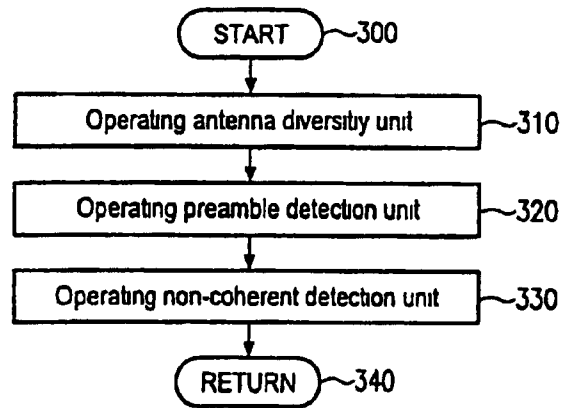 START 300
Operating antenna diversitiy unit 310
Operating preamble detection unit 320
Operating non-coherent detection unit 330
RETURN 340